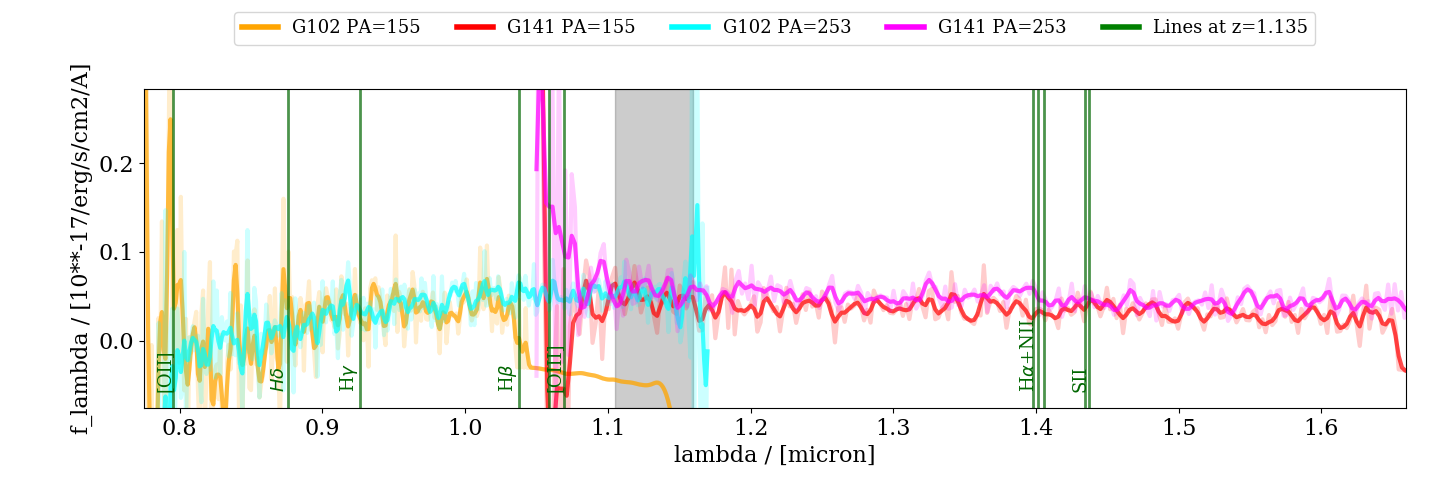 G102 PA=155 G141 PA=155 G102 PA=253 G141 PA=253 Lines at z=1.135
f_lambda / [10**-17/erg/s/cm2/A]
0.2
0.1
0.0
[OII] Hδ Hγ Hβ [OIII] Hα+NII SII
0.8 0.9 1.0 1.1 1.2 1.3 1.4 1.5 1.6
lambda / [micron]